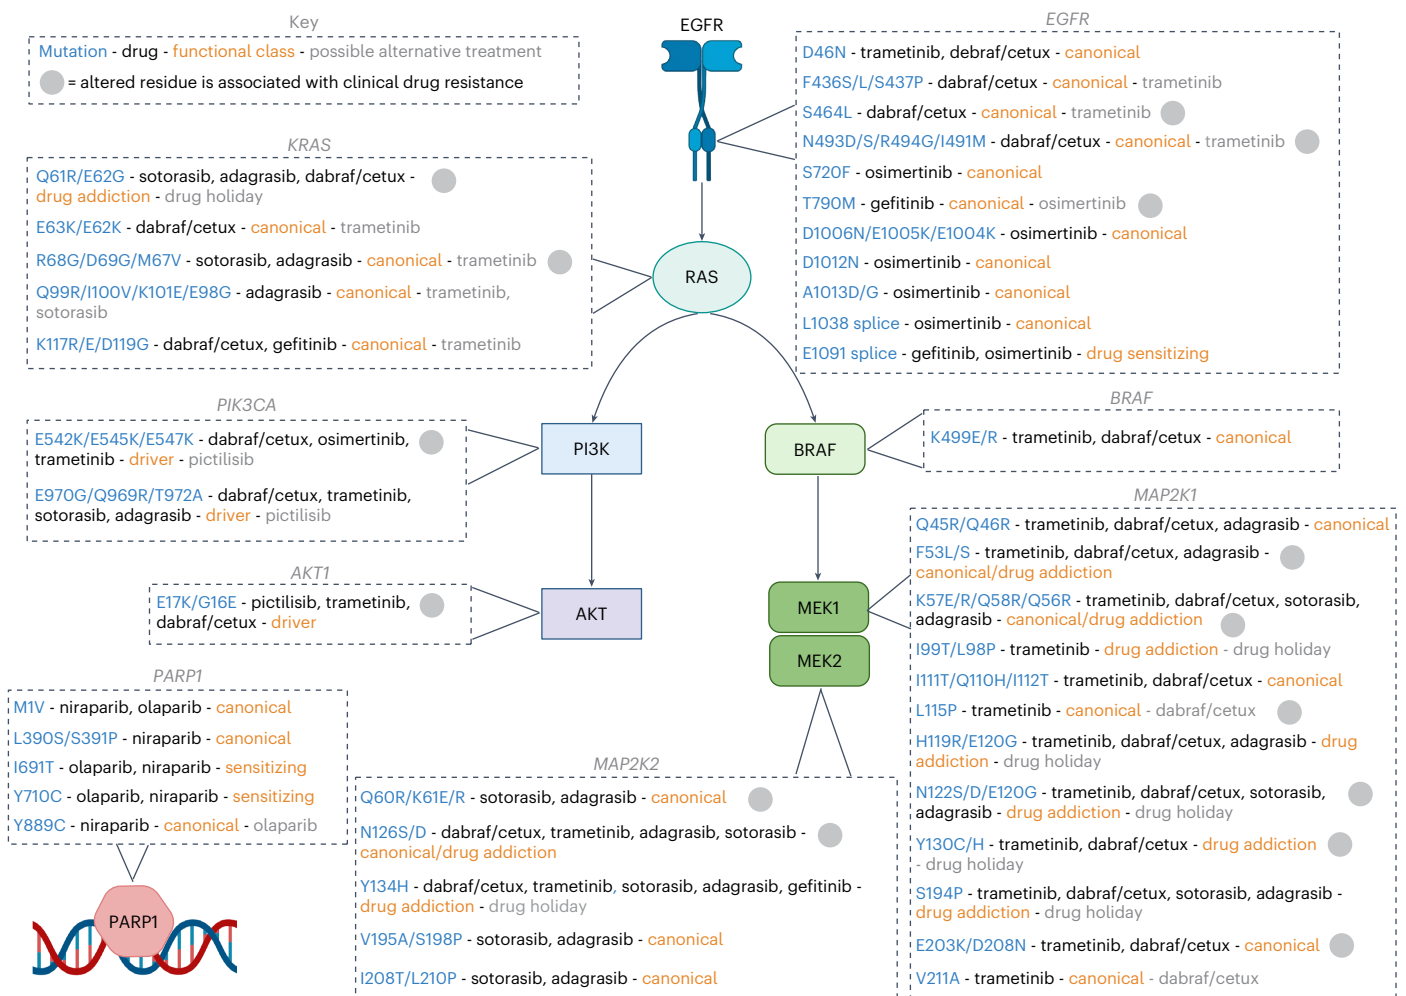 Key
Mutation - drug - functional class - possible alternative treatment
= altered residue is associated with clinical drug resistance
EGFR
EGFR
D46N - trametinib, debraf/cetux - canonical
F436S/L/S437P - dabraf/cetux - canonical - trametinib
S464L - dabraf/cetux - canonical - trametinib
N493D/S/R494G/I491M - dabraf/cetux - canonical - trametinib
S720F - osimertinib - canonical
T790M - gefitinib - canonical - osimertinib
D1006N/E1005K/E1004K - osimertinib - canonical
D1012N - osimertinib - canonical
A1013D/G - osimertinib - canonical
L1038 splice - osimertinib - canonical
E1091 splice - gefitinib, osimertinib - drug sensitizing
KRAS
Q61R/E62G - sotorasib, adagrasib, dabraf/cetux -
drug addiction - drug holiday
E63K/E62K - dabraf/cetux - canonical - trametinib
R68G/D69G/M67V - sotorasib, adagrasib - canonical - trametinib
Q99R/I100V/K101E/E98G - adagrasib - canonical - trametinib,
sotorasib
K117R/E/D119G - dabraf/cetux, gefitinib - canonical - trametinib
RAS
PIK3CA
E542K/E545K/E547K - dabraf/cetux, osimertinib,
trametinib - driver - pictilisib
E970G/Q969R/T972A - dabraf/cetux, trametinib,
sotorasib, adagrasib - driver - pictilisib
PI3K
BRAF
BRAF
K499E/R - trametinib, dabraf/cetux - canonical
AKT1
E17K/G16E - pictilisib, trametinib,
dabraf/cetux - driver
AKT
MEK1
MEK2
MAP2K1
Q45R/Q46R - trametinib, dabraf/cetux, adagrasib - canonical
F53L/S - trametinib, dabraf/cetux, adagrasib -
canonical/drug addiction
K57E/R/Q58R/Q56R - trametinib, dabraf/cetux, sotorasib,
adagrasib - canonical/drug addiction
I99T/L98P - trametinib - drug addiction - drug holiday
I111T/Q110H/I112T - trametinib, dabraf/cetux - canonical
L115P - trametinib - canonical - dabraf/cetux
H119R/E120G - trametinib, dabraf/cetux, adagrasib - drug
addiction - drug holiday
N122S/D/E120G - trametinib, dabraf/cetux, sotorasib,
adagrasib - drug addiction - drug holiday
Y130C/H - trametinib, dabraf/cetux - drug addiction
- drug holiday
S194P - trametinib, dabraf/cetux, sotorasib, adagrasib -
drug addiction - drug holiday
E203K/D208N - trametinib, dabraf/cetux - canonical
V211A - trametinib - canonical - dabraf/cetux
PARP1
M1V - niraparib, olaparib - canonical
L390S/S391P - niraparib - canonical
I691T - olaparib, niraparib - sensitizing
Y710C - olaparib, niraparib - sensitizing
Y889C - niraparib - canonical - olaparib
PARP1
MAP2K2
Q60R/K61E/R - sotorasib, adagrasib - canonical
N126S/D - dabraf/cetux, trametinib, adagrasib, sotorasib -
canonical/drug addiction
Y134H - dabraf/cetux, trametinib, sotorasib, adagrasib, gefitinib -
drug addiction - drug holiday
V195A/S198P - sotorasib, adagrasib - canonical
I208T/L210P - sotorasib, adagrasib - canonical